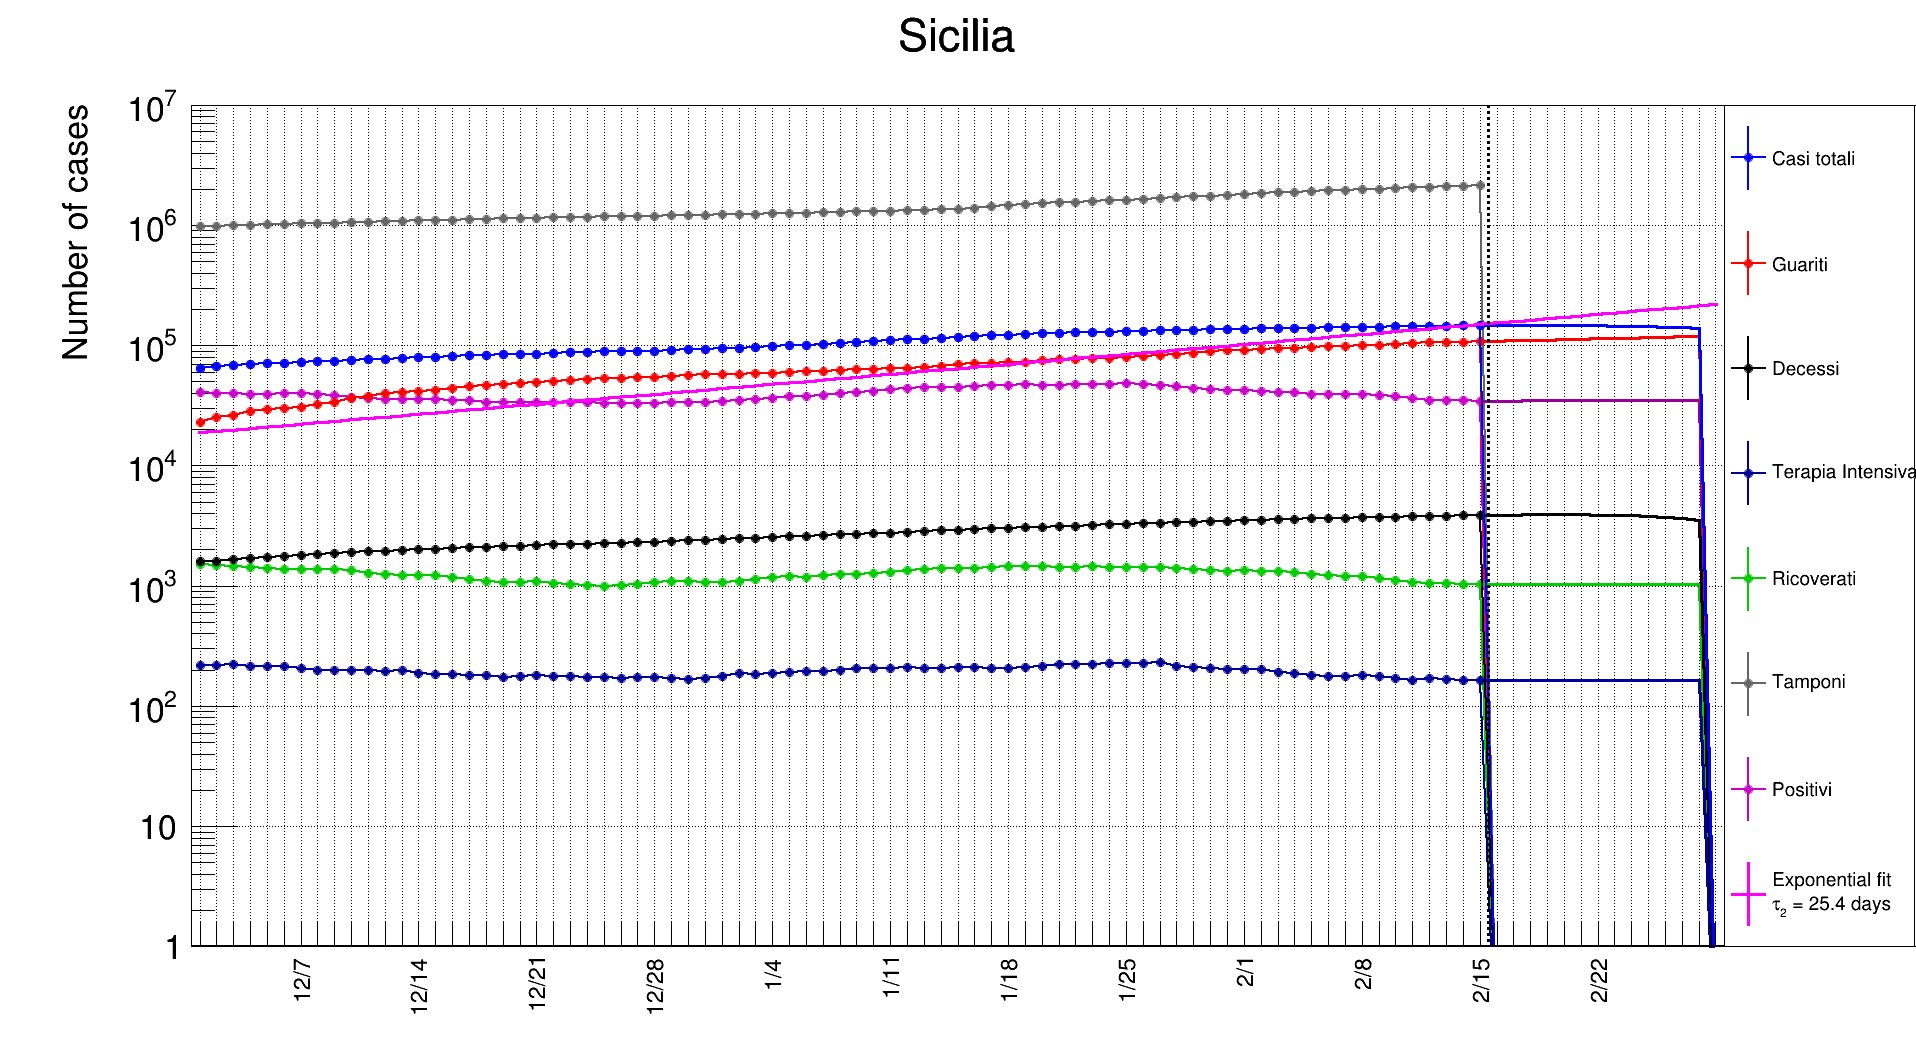 Sicilia
Number of cases
10^7
10^6
10^5
10^4
10^3
10^2
10
1
12/7
12/14
12/21
12/28
1/4
1/11
1/18
1/25
2/1
2/8
2/15
2/22
Casi totali
Guariti
Decessi
Terapia Intensiva
Ricoverati
Tamponi
Positivi
Exponential fit
τ₂ = 25.4 days